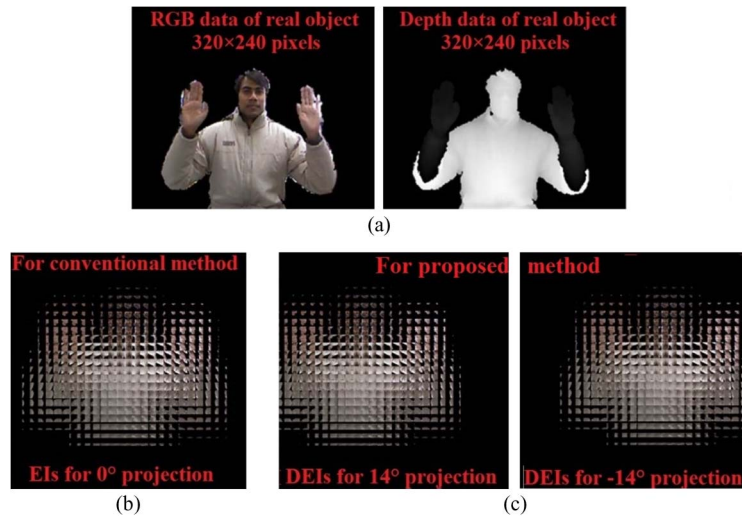 RGB data of real object
320×240 pixels
Depth data of real object
320×240 pixels
(a)
For conventional method
EIs for 0° projection
(b)
For proposed method
DEIs for 14° projection
DEIs for -14° projection
(c)